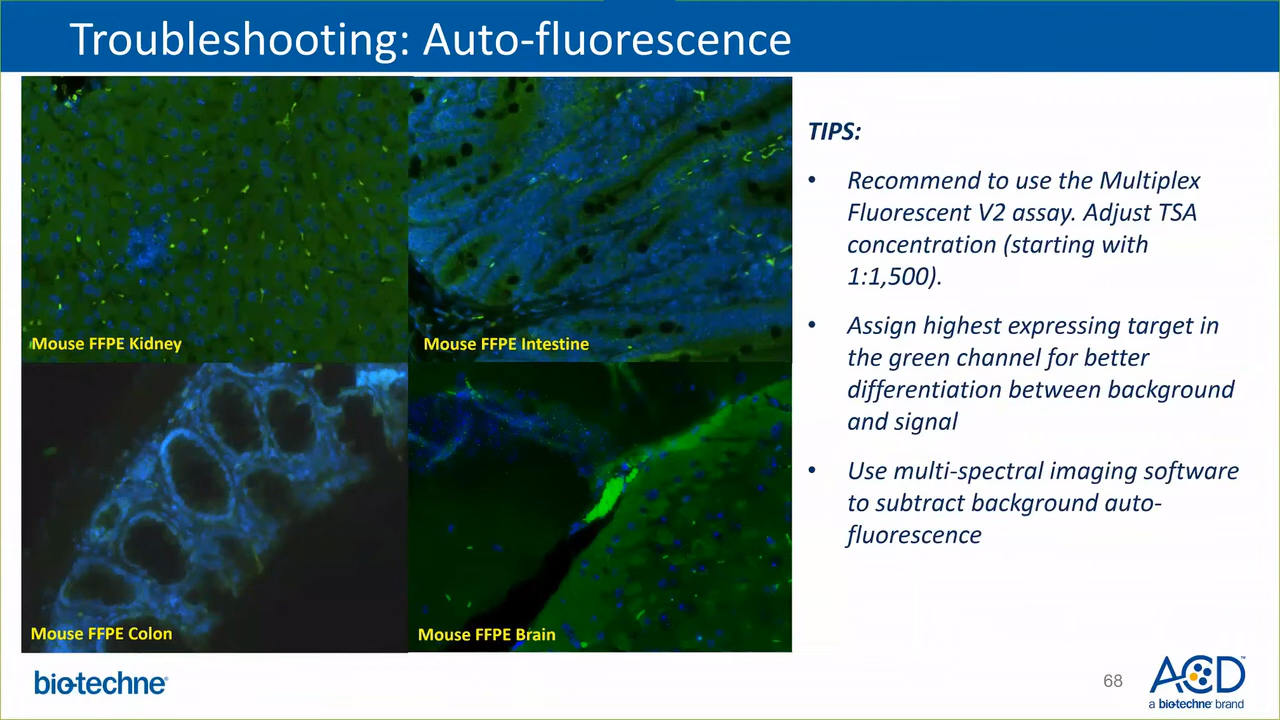 Troubleshooting: Auto-fluorescence
Mouse FFPE Kidney
Mouse FFPE Intestine
Mouse FFPE Colon
Mouse FFPE Brain
TIPS:
• Recommend to use the Multiplex
Fluorescent V2 assay. Adjust TSA
concentration (starting with
1:1,500).
• Assign highest expressing target in
the green channel for better
differentiation between background
and signal
• Use multi-spectral imaging software
to subtract background auto-
fluorescence
bio-techne®
68
ACD™
a bio-techne brand